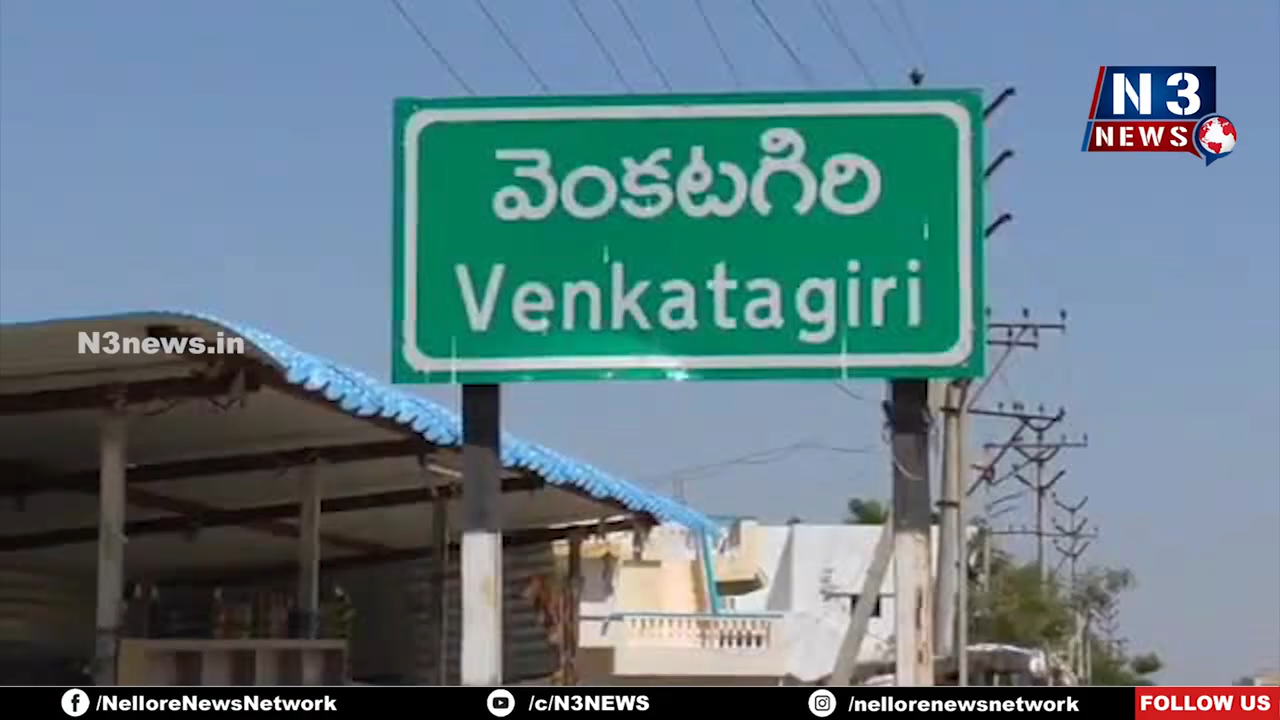 N3
NEWS
వెంకటగిరి
Venkatagiri
N3news.in
/NelloreNewsNetwork
/c/N3NEWS
/nellorenewsnetwork
FOLLOW US